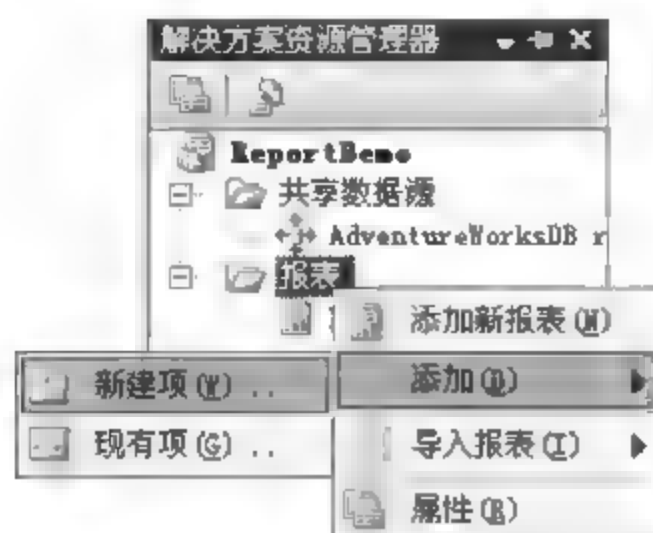 解决方案资源管理器
ReportDemo
共享数据源
AdventureWorksDB r
报表
添加新报表(W)
新建项(W)..
添加(D)
现有项(G)..
导入报表(I)
属性(R)